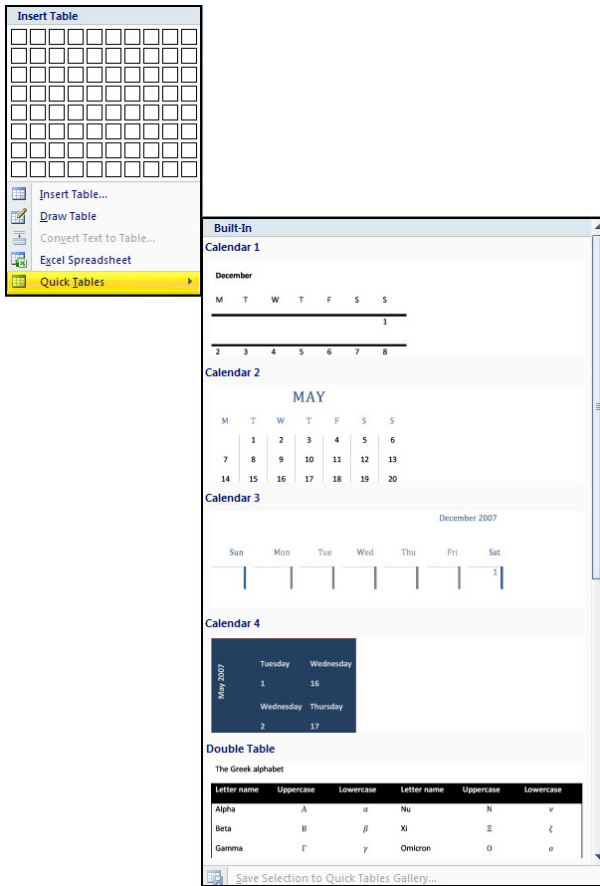 Insert Table
Insert Table...
Draw Table
Convert Text to Table...
Excel Spreadsheet
Quick Tables
Built-In
Calendar 1
December
M T W T F S S
1
2 3 4 5 6 7 8
Calendar 2
MAY
M T W T F S S
1 2 3 4 5 6
7 8 9 10 11 12 13
14 15 16 17 18 19 20
Calendar 3
December 2007
Sun Mon Tue Wed Thu Fri Sat
1
Calendar 4
May 2007
Tuesday Wednesday
1 16
Wednesday Thursday
2 17
Double Table
The Greek alphabet
Letter name Uppercase Lowercase Letter name Uppercase Lowercase
Alpha Α α Nu Ν ν
Beta Β β Xi Ξ ξ
Gamma Γ γ Omicron Ο ο
Save Selection to Quick Tables Gallery...